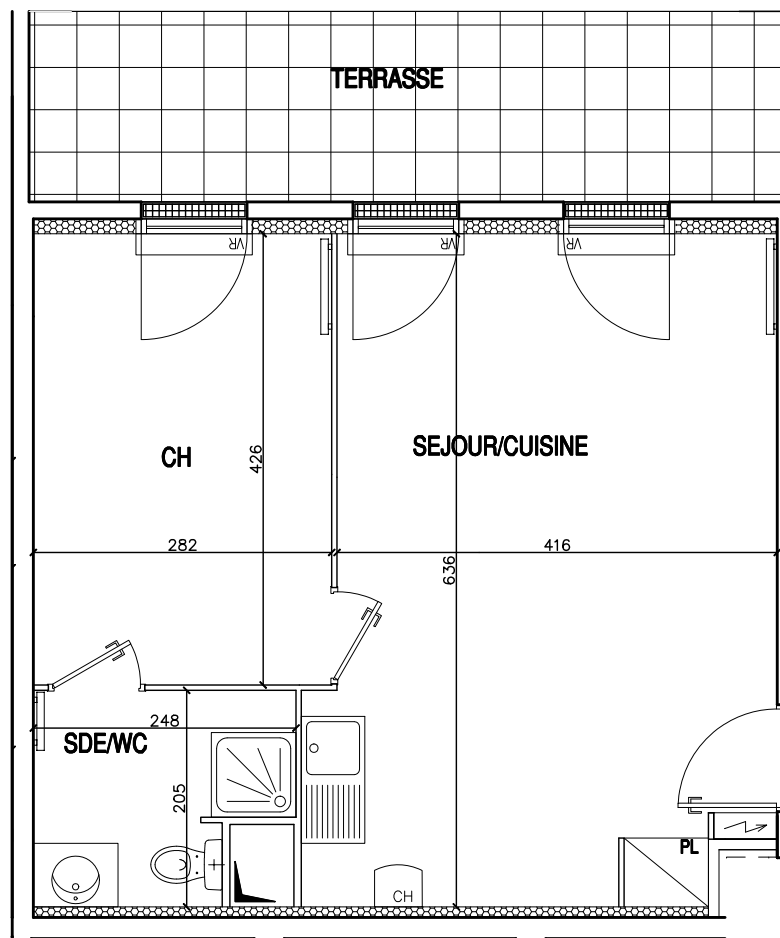 TERRASSE
VR
VR
VR
CH
426
SEJOUR/CUISINE
282
416
636
248
SDE/WC
205
PL
CH